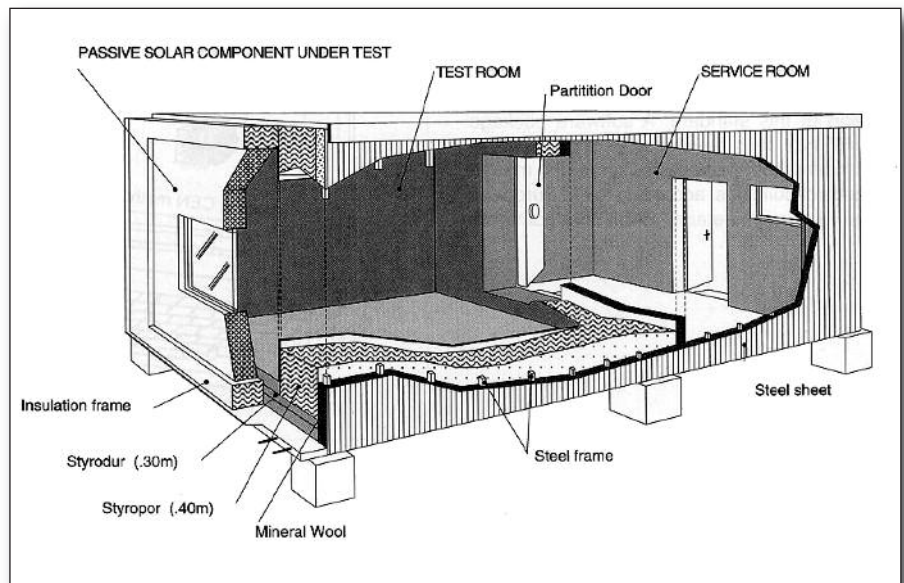 PASSIVE SOLAR COMPONENT UNDER TEST
TEST ROOM
SERVICE ROOM
Partitition Door
Insulation frame
Steel sheet
Styrodur (.30m)
Steel frame
Styropor (.40m)
Mineral Wool